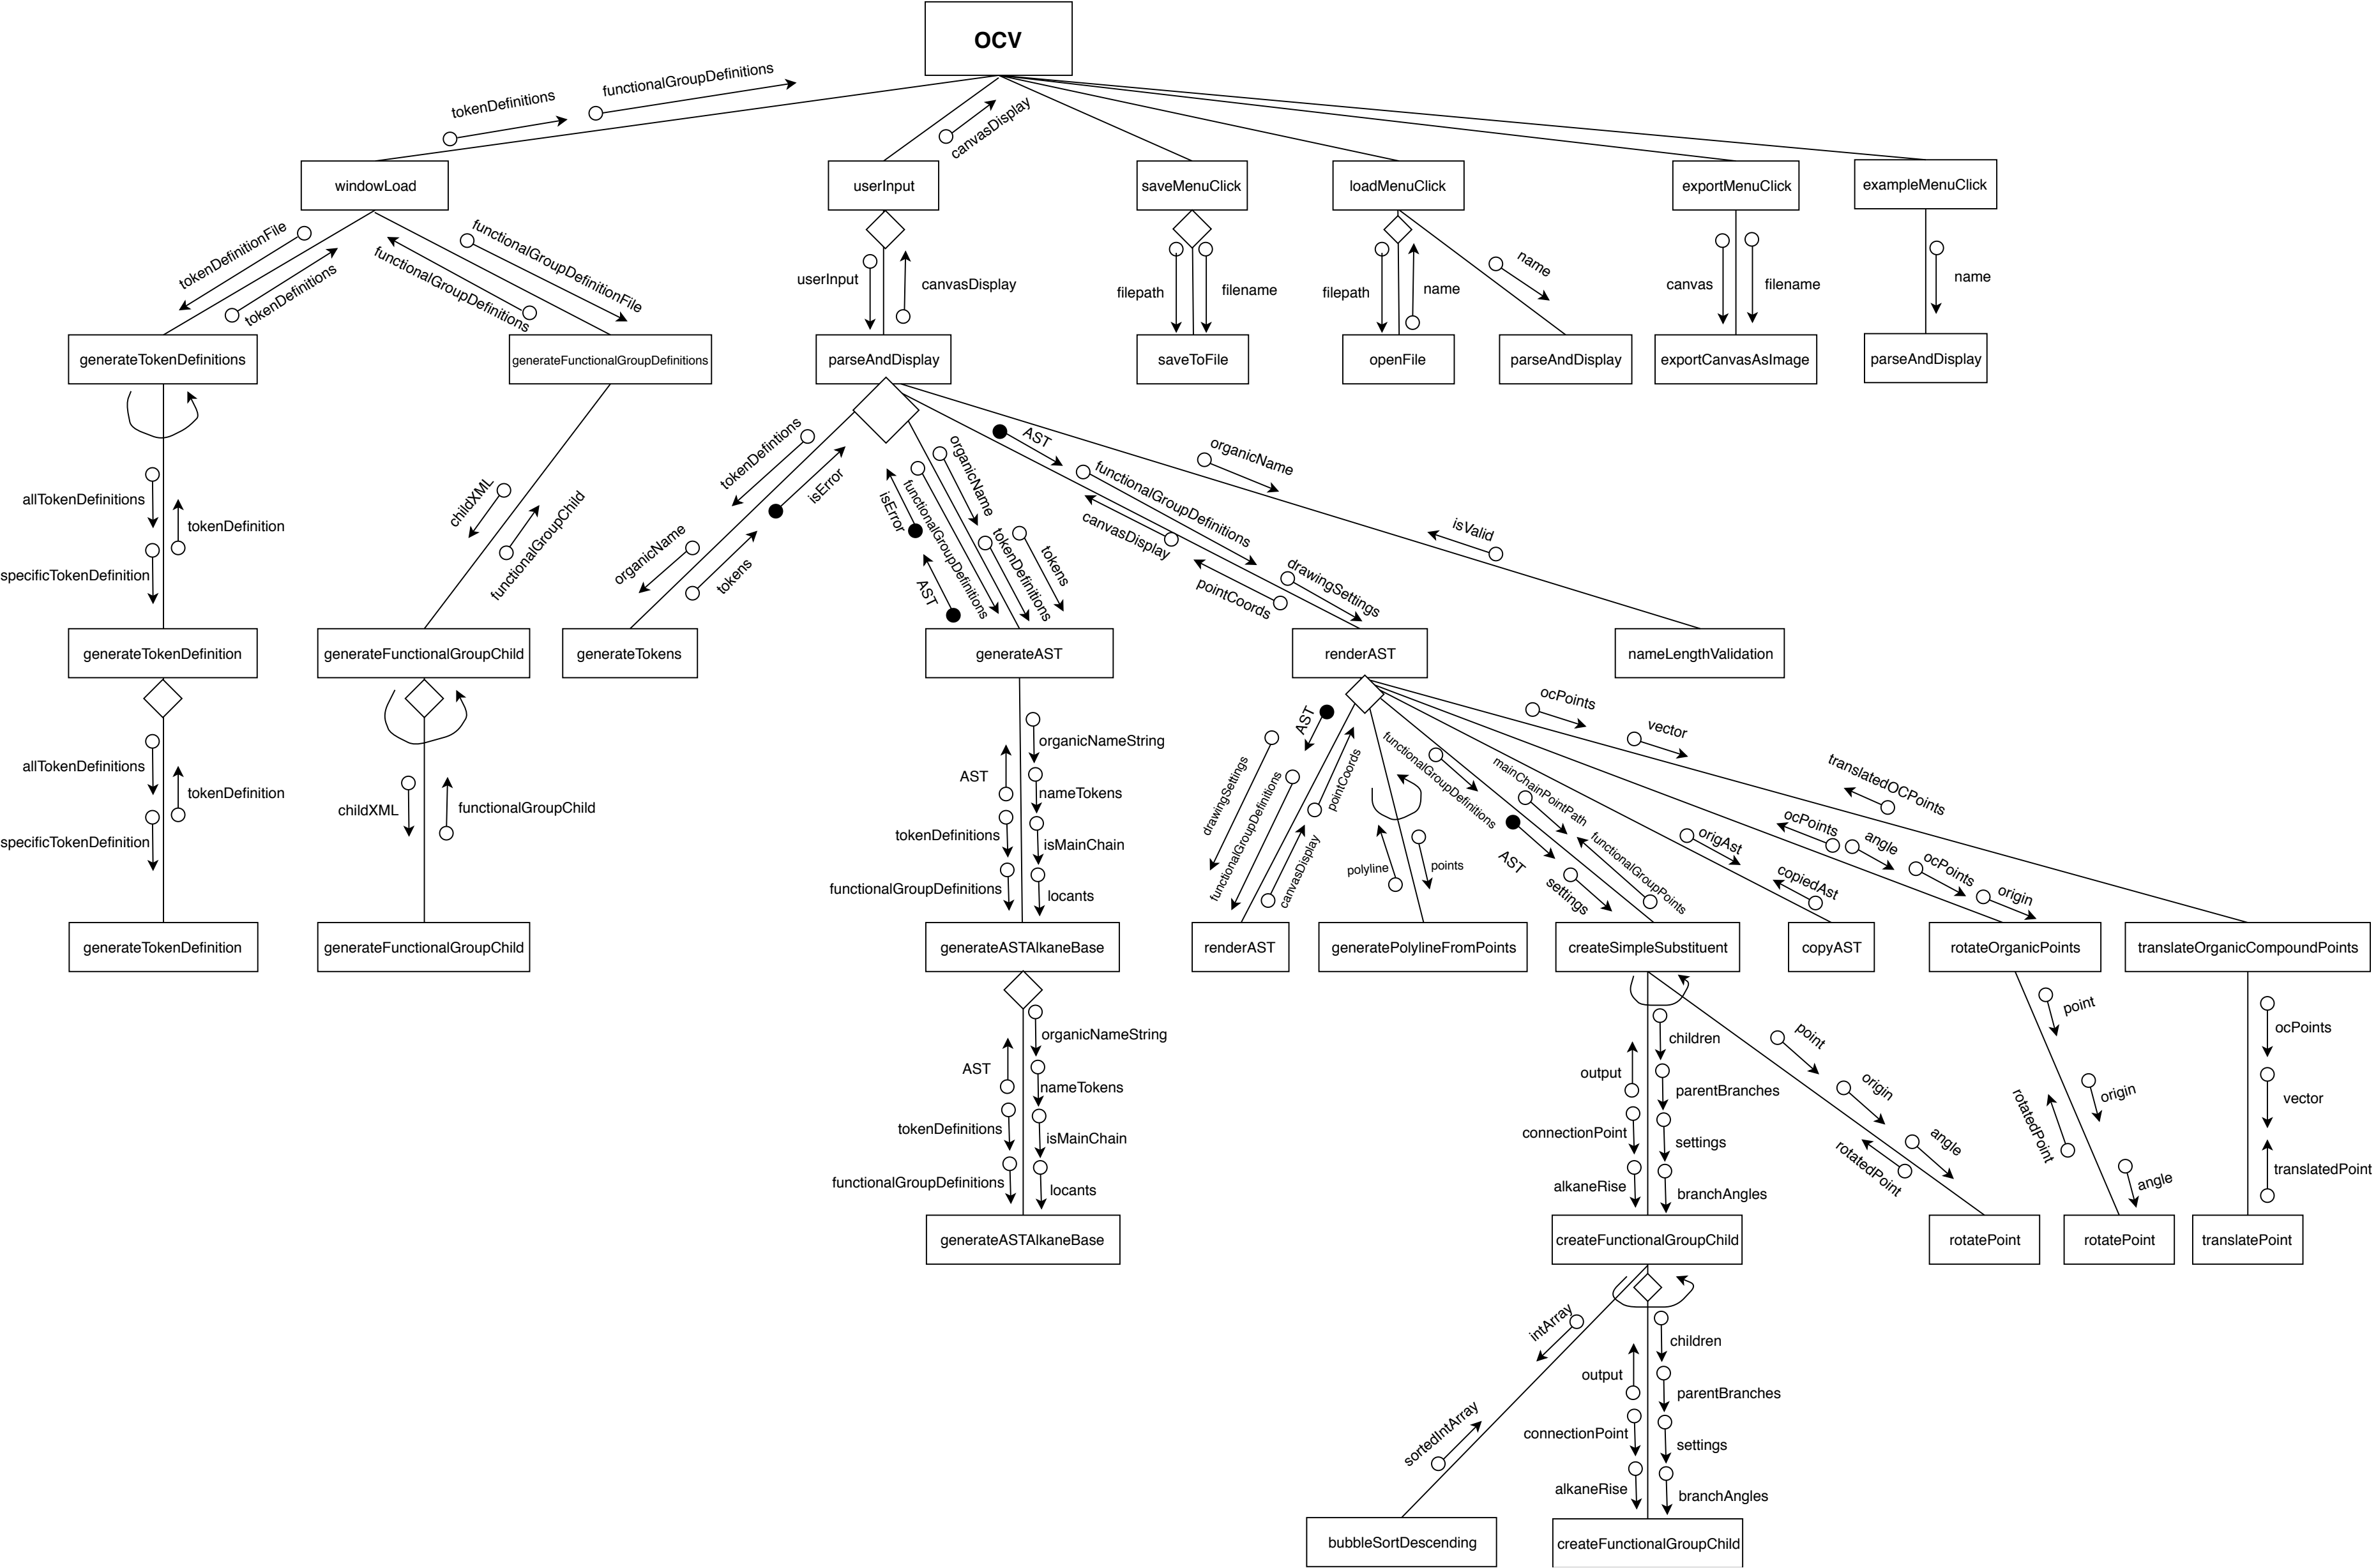 OCV
tokenDefinitions
functionalGroupDefinitions
canvasDisplay
windowLoad
userInput
saveMenuClick
loadMenuClick
exportMenuClick
exampleMenuClick
tokenDefinitionFile
tokenDefinitions
functionalGroupDefinitions
functionalGroupDefinitionFile
userInput
canvasDisplay
filepath
filename
filepath
name
name
canvas
filename
name
generateTokenDefinitions
generateFunctionalGroupDefinitions
parseAndDisplay
saveToFile
openFile
parseAndDisplay
exportCanvasAsImage
parseAndDisplay
allTokenDefinitions
tokenDefinition
specificTokenDefinition
childXML
functionalGroupChild
tokenDefintions
isError
organicName
tokens
isError
functionalGroupDefinitions
organicName
tokenDefinitions
tokens
AST
AST
functionalGroupDefinitions
canvasDisplay
drawingSettings
pointCoords
organicName
isValid
generateTokenDefinition
generateFunctionalGroupChild
generateTokens
generateAST
renderAST
nameLengthValidation
allTokenDefinitions
tokenDefinition
specificTokenDefinition
childXML
functionalGroupChild
organicNameString
AST
nameTokens
tokenDefinitions
isMainChain
functionalGroupDefinitions
locants
AST
drawingSettings
functionalGroupDefinitions
pointCoords
canvasDisplay
polyline
points
functionalGroupDefinitions
mainChainPointPath
AST
functionalGroupPoints
settings
origAst
copiedAst
ocPoints
angle
ocPoints
origin
ocPoints
vector
translatedOCPoints
generateTokenDefinition
generateFunctionalGroupChild
generateASTAlkaneBase
renderAST
generatePolylineFromPoints
createSimpleSubstituent
copyAST
rotateOrganicPoints
translateOrganicCompoundPoints
organicNameString
AST
nameTokens
tokenDefinitions
isMainChain
functionalGroupDefinitions
locants
children
output
parentBranches
connectionPoint
settings
alkaneRise
branchAngles
point
origin
angle
rotatedPoint
point
origin
rotatedPoint
angle
ocPoints
vector
translatedPoint
generateASTAlkaneBase
createFunctionalGroupChild
rotatePoint
rotatePoint
translatePoint
intArray
sortedIntArray
children
output
parentBranches
connectionPoint
settings
alkaneRise
branchAngles
bubbleSortDescending
createFunctionalGroupChild